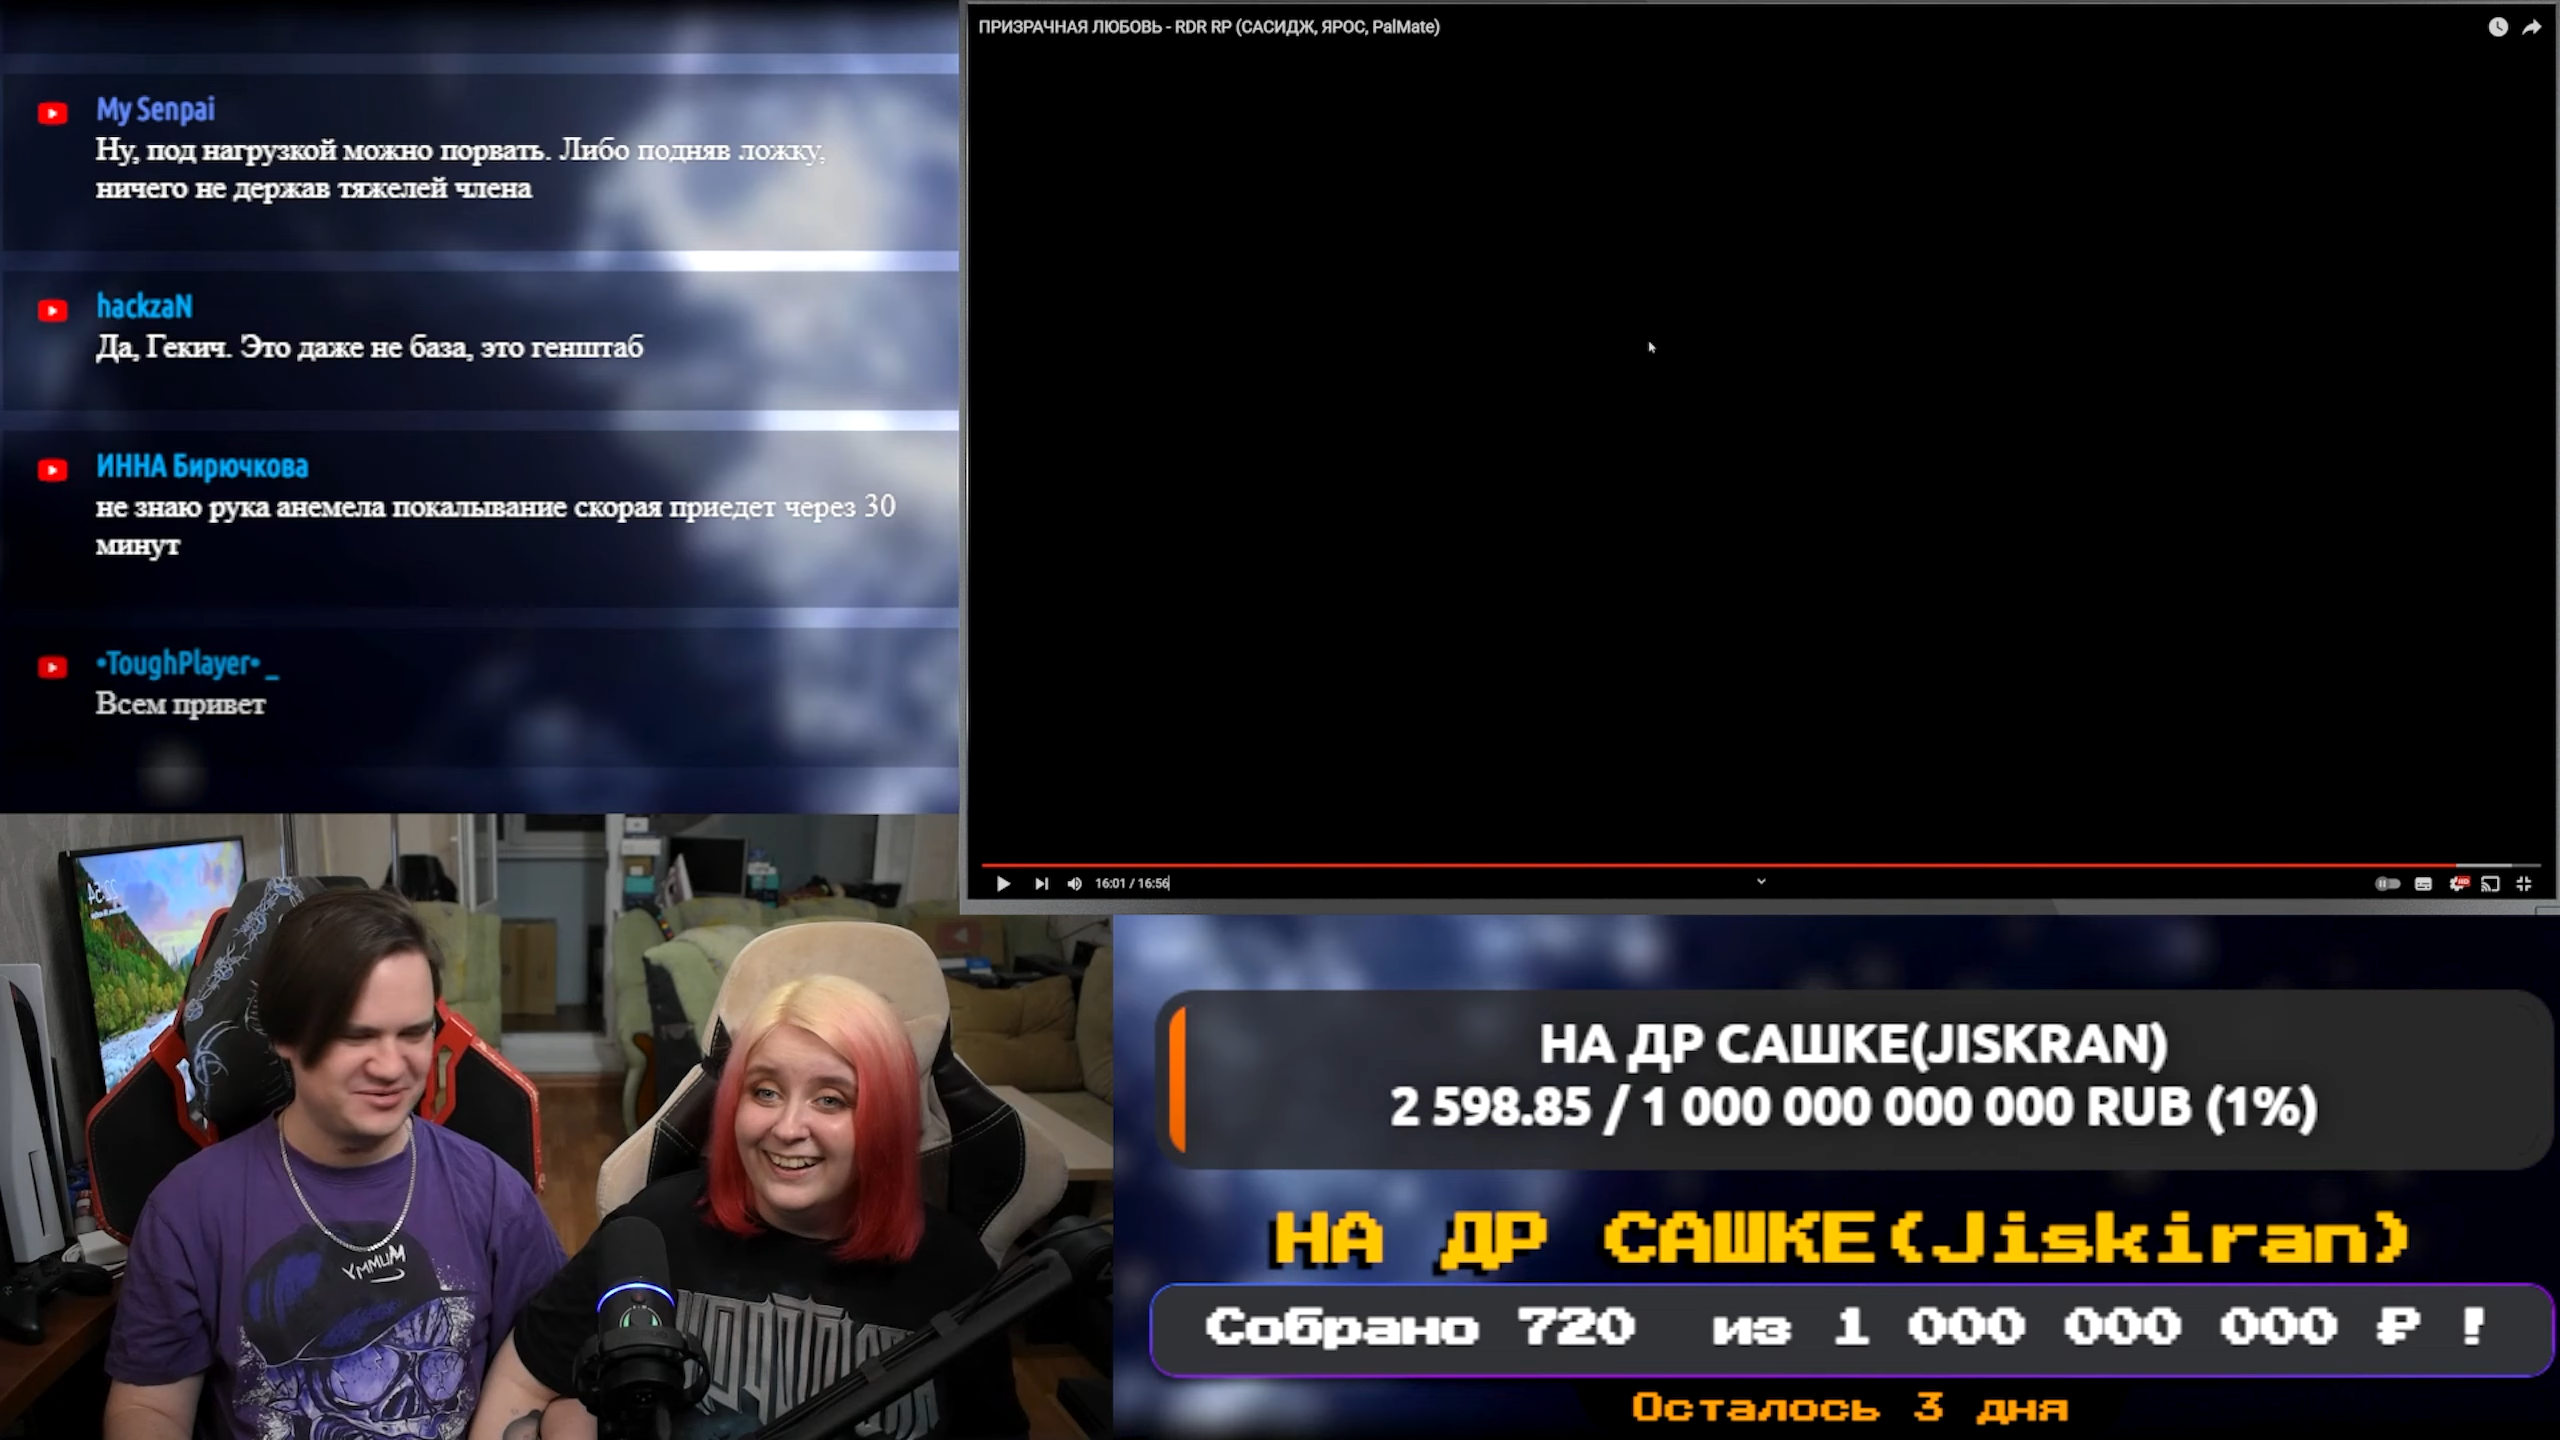 My Senpai
Ну, под нагрузкой можно порвать. Либо подняв ложку,
ничего не держав тяжелей члена
hackzaN
Да, Гекич. Это даже не база, это генштаб
ИННА Бирючкова
не знаю рука анемела покалывание скорая приедет через 30
минут
•ToughPlayer• _
Всем привет
ПРИЗРАЧНАЯ ЛЮБОВЬ - RDR RP (САСИДЖ, ЯРОС, PalMate)
16:01 / 16:56
HD
НА ДР САШКЕ(JISKRAN)
2 598.85 / 1 000 000 000 000 RUB (1%)
НА ДР САШКЕ(Jiskiran)
Собрано 720 из 1 000 000 000 ₽ !
Осталось 3 дня